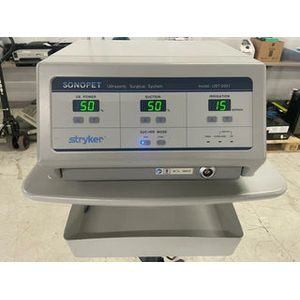 SONOPET Ultrasonic Surgical System model UST-2001
US POWER SUCTION IRRIGATION
50 50 % 15
stryker
SUC-IRR MODE